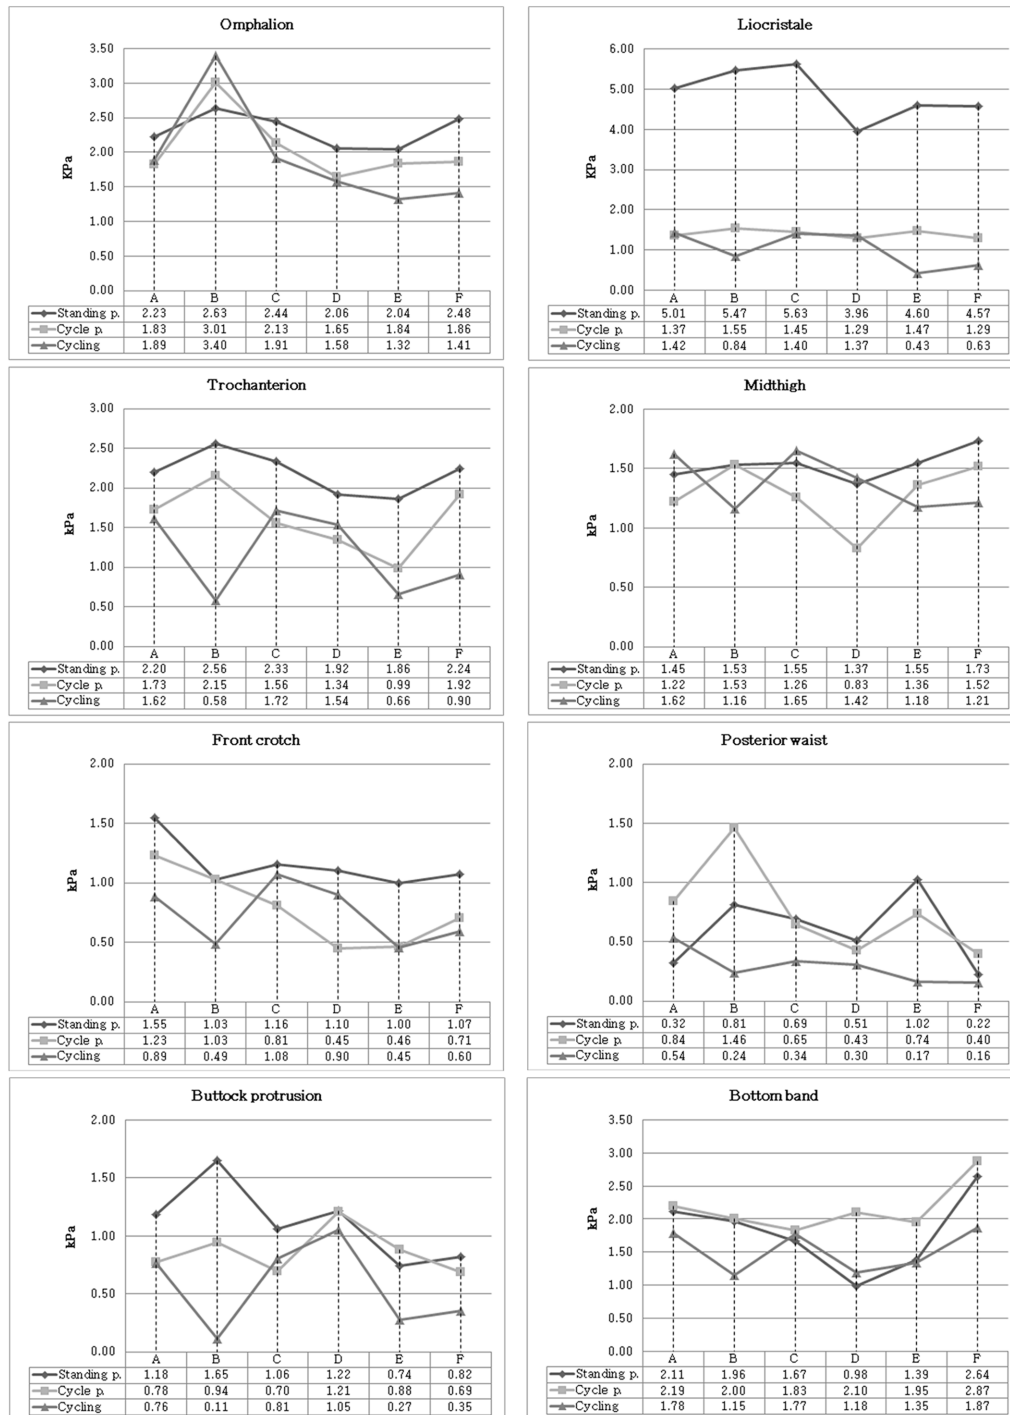 Omphalion
KPa
3.50
3.00
2.50
2.00
1.50
1.00
0.50
0.00
A B C D E F
Standing p. 2.23 2.63 2.44 2.06 2.04 2.48
Cycle p. 1.83 3.01 2.13 1.65 1.84 1.86
Cycling 1.89 3.40 1.91 1.58 1.32 1.41
Liocristale
KPa
6.00
5.00
4.00
3.00
2.00
1.00
0.00
A B C D E F
Standing p. 5.01 5.47 5.63 3.96 4.60 4.57
Cycle p. 1.37 1.55 1.45 1.29 1.47 1.29
Cycling 1.42 0.84 1.40 1.37 0.43 0.63
Trochanterion
kPa
3.00
2.50
2.00
1.50
1.00
0.50
0.00
A B C D E F
Standing p. 2.20 2.56 2.33 1.92 1.86 2.24
Cycle p. 1.73 2.15 1.56 1.34 0.99 1.92
Cycling 1.62 0.58 1.72 1.54 0.66 0.90
Midthigh
kPa
2.00
1.50
1.00
0.50
0.00
A B C D E F
Standing p. 1.45 1.53 1.55 1.37 1.55 1.73
Cycle p. 1.22 1.53 1.26 0.83 1.36 1.52
Cycling 1.62 1.16 1.65 1.42 1.18 1.21
Front crotch
kPa
2.00
1.50
1.00
0.50
0.00
A B C D E F
Standing p. 1.55 1.03 1.16 1.10 1.00 1.07
Cycle p. 1.23 1.03 0.81 0.45 0.46 0.71
Cycling 0.89 0.49 1.08 0.90 0.45 0.60
Posterior waist
kPa
2.00
1.50
1.00
0.50
0.00
A B C D E F
Standing p. 0.32 0.81 0.69 0.51 1.02 0.22
Cycle p. 0.84 1.46 0.65 0.43 0.74 0.40
Cycling 0.54 0.24 0.34 0.30 0.17 0.16
Buttock protrusion
kPa
2.00
1.50
1.00
0.50
0.00
A B C D E F
Standing p. 1.18 1.65 1.06 1.22 0.74 0.82
Cycle p. 0.78 0.94 0.70 1.21 0.88 0.69
Cycling 0.76 0.11 0.81 1.05 0.27 0.35
Bottom band
kPa
3.50
3.00
2.50
2.00
1.50
1.00
0.50
0.00
A B C D E F
Standing p. 2.11 1.96 1.67 0.98 1.39 2.64
Cycle p. 2.19 2.00 1.83 2.10 1.95 2.87
Cycling 1.78 1.15 1.77 1.18 1.35 1.87